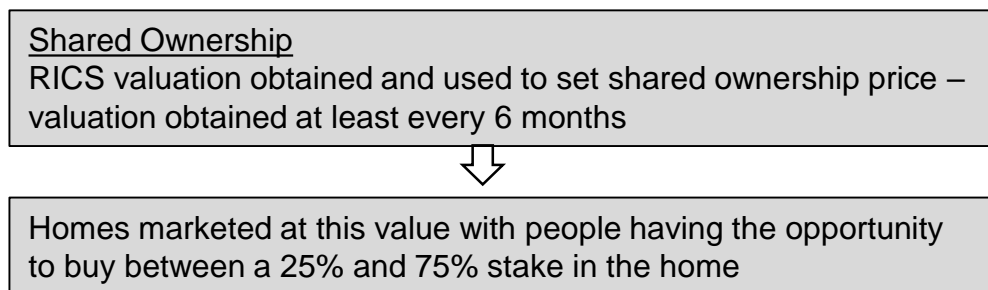 Shared Ownership
RICS valuation obtained and used to set shared ownership price –
valuation obtained at least every 6 months
Homes marketed at this value with people having the opportunity
to buy between a 25% and 75% stake in the home